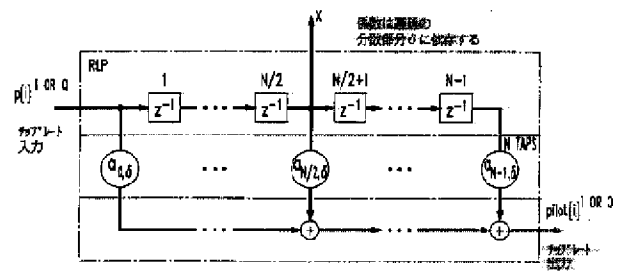 X
係数は遅延の
分数部分δに依存する
RLP
1
N/2
N/2+1
N-1
p[i] I OR Q
z⁻¹ ... z⁻¹ z⁻¹ ... z⁻¹
チップレート
入力
N TAPS
a0,δ ... aN/2,δ ... aN-1,δ
pilot[i] I OR Q
+ ... +
チップレート
出力